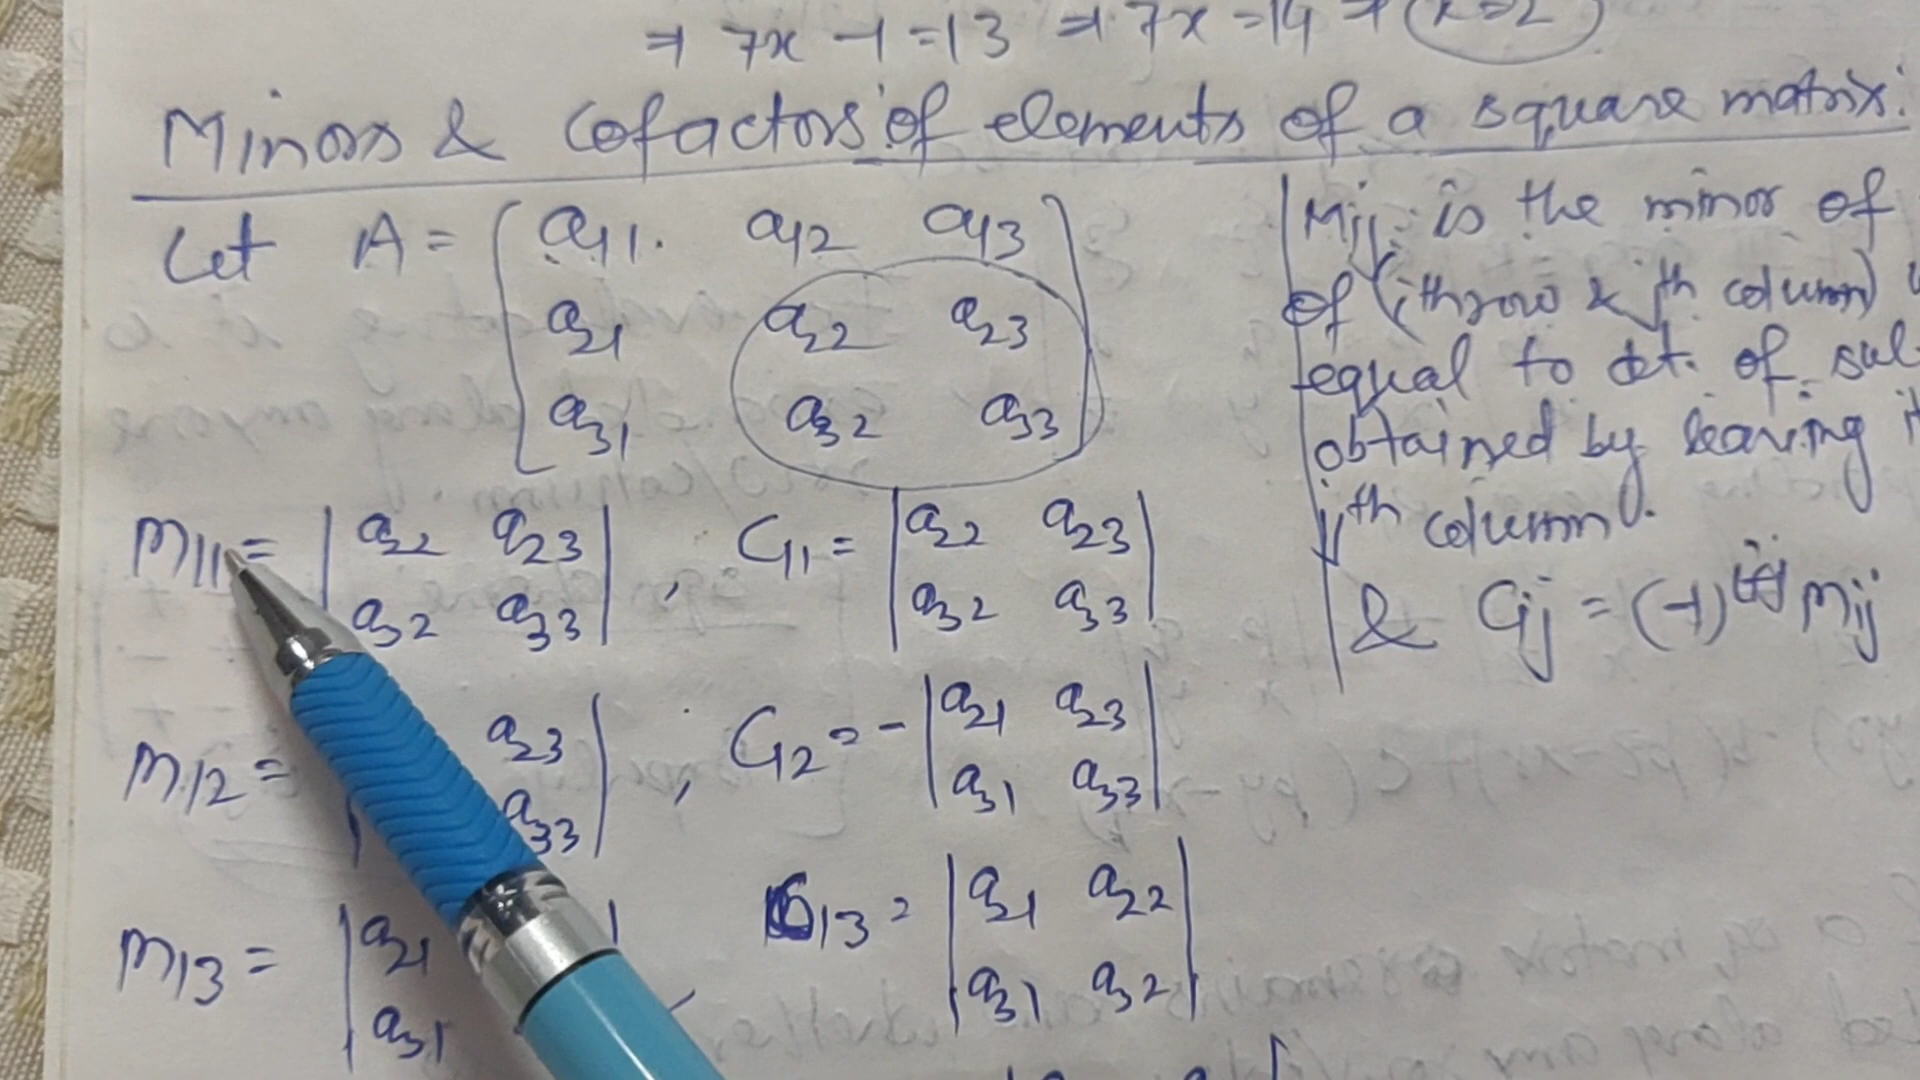 ⇒ 7x - 1 = 13 ⇒ 7x = 14 ⇒ x = 2
Minors & cofactors of elements of a square matrix:
Let A = [ a11 a12 a13
a21 a22 a23
a31 a32 a33 ]
Mij is the minor of
of (ith row & jth column)
equal to det. of
obtained by leaving
jth column.
& Cij = (-1)^(i+j) Mij
M11 = | a22 a23 | , C11 = | a22 a23 |
| a32 a33 | | a32 a33 |
M12 = a23 | , C12 = - | a21 a23 |
a33 | | a31 a33 |
M13 = | a21 C13 = | a21 a22 |
| a31 | a31 a32 |